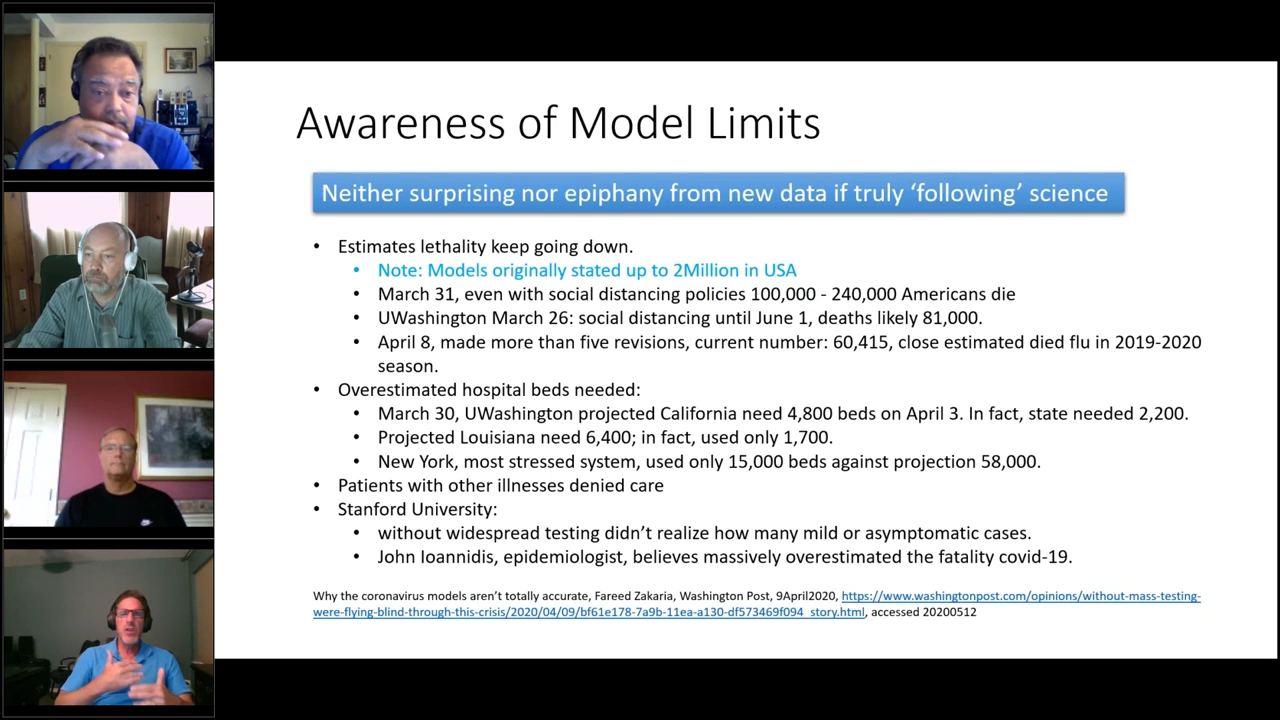 Awareness of Model Limits
Neither surprising nor epiphany from new data if truly ‘following’ science
• Estimates lethality keep going down.
• Note: Models originally stated up to 2Million in USA
• March 31, even with social distancing policies 100,000 - 240,000 Americans die
• UWashington March 26: social distancing until June 1, deaths likely 81,000.
• April 8, made more than five revisions, current number: 60,415, close estimated died flu in 2019-2020
season.
• Overestimated hospital beds needed:
• March 30, UWashington projected California need 4,800 beds on April 3. In fact, state needed 2,200.
• Projected Louisiana need 6,400; in fact, used only 1,700.
• New York, most stressed system, used only 15,000 beds against projection 58,000.
• Patients with other illnesses denied care
• Stanford University:
• without widespread testing didn’t realize how many mild or asymptomatic cases.
• John Ioannidis, epidemiologist, believes massively overestimated the fatality covid-19.
Why the coronavirus models aren’t totally accurate, Fareed Zakaria, Washington Post, 9April2020, https://www.washingtonpost.com/opinions/without-mass-testing-
were-flying-blind-through-this-crisis/2020/04/09/bf61e178-7a9b-11ea-a130-df573469f094_story.html, accessed 20200512